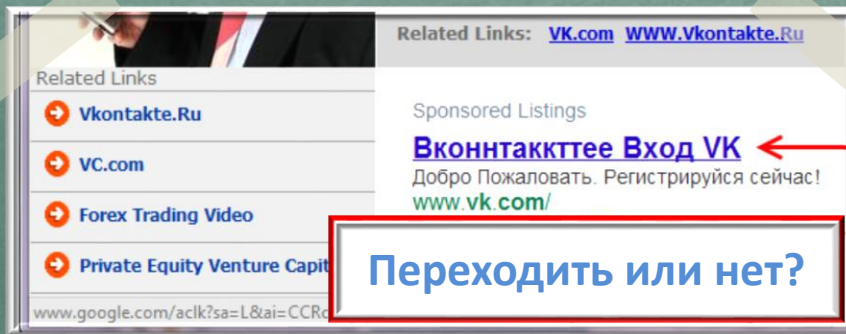 Related Links
Vkontakte.Ru
VC.com
Forex Trading Video
Private Equity Venture Capit
www.google.com/aclk?sa=L&ai=CCRc
Related Links: VK.com WWW.Vkontakte.Ru
Sponsored Listings
Вконнтаккттее Вход VK
Добро Пожаловать. Регистрируйся сейчас!
www.vk.com/
Переходить или нет?